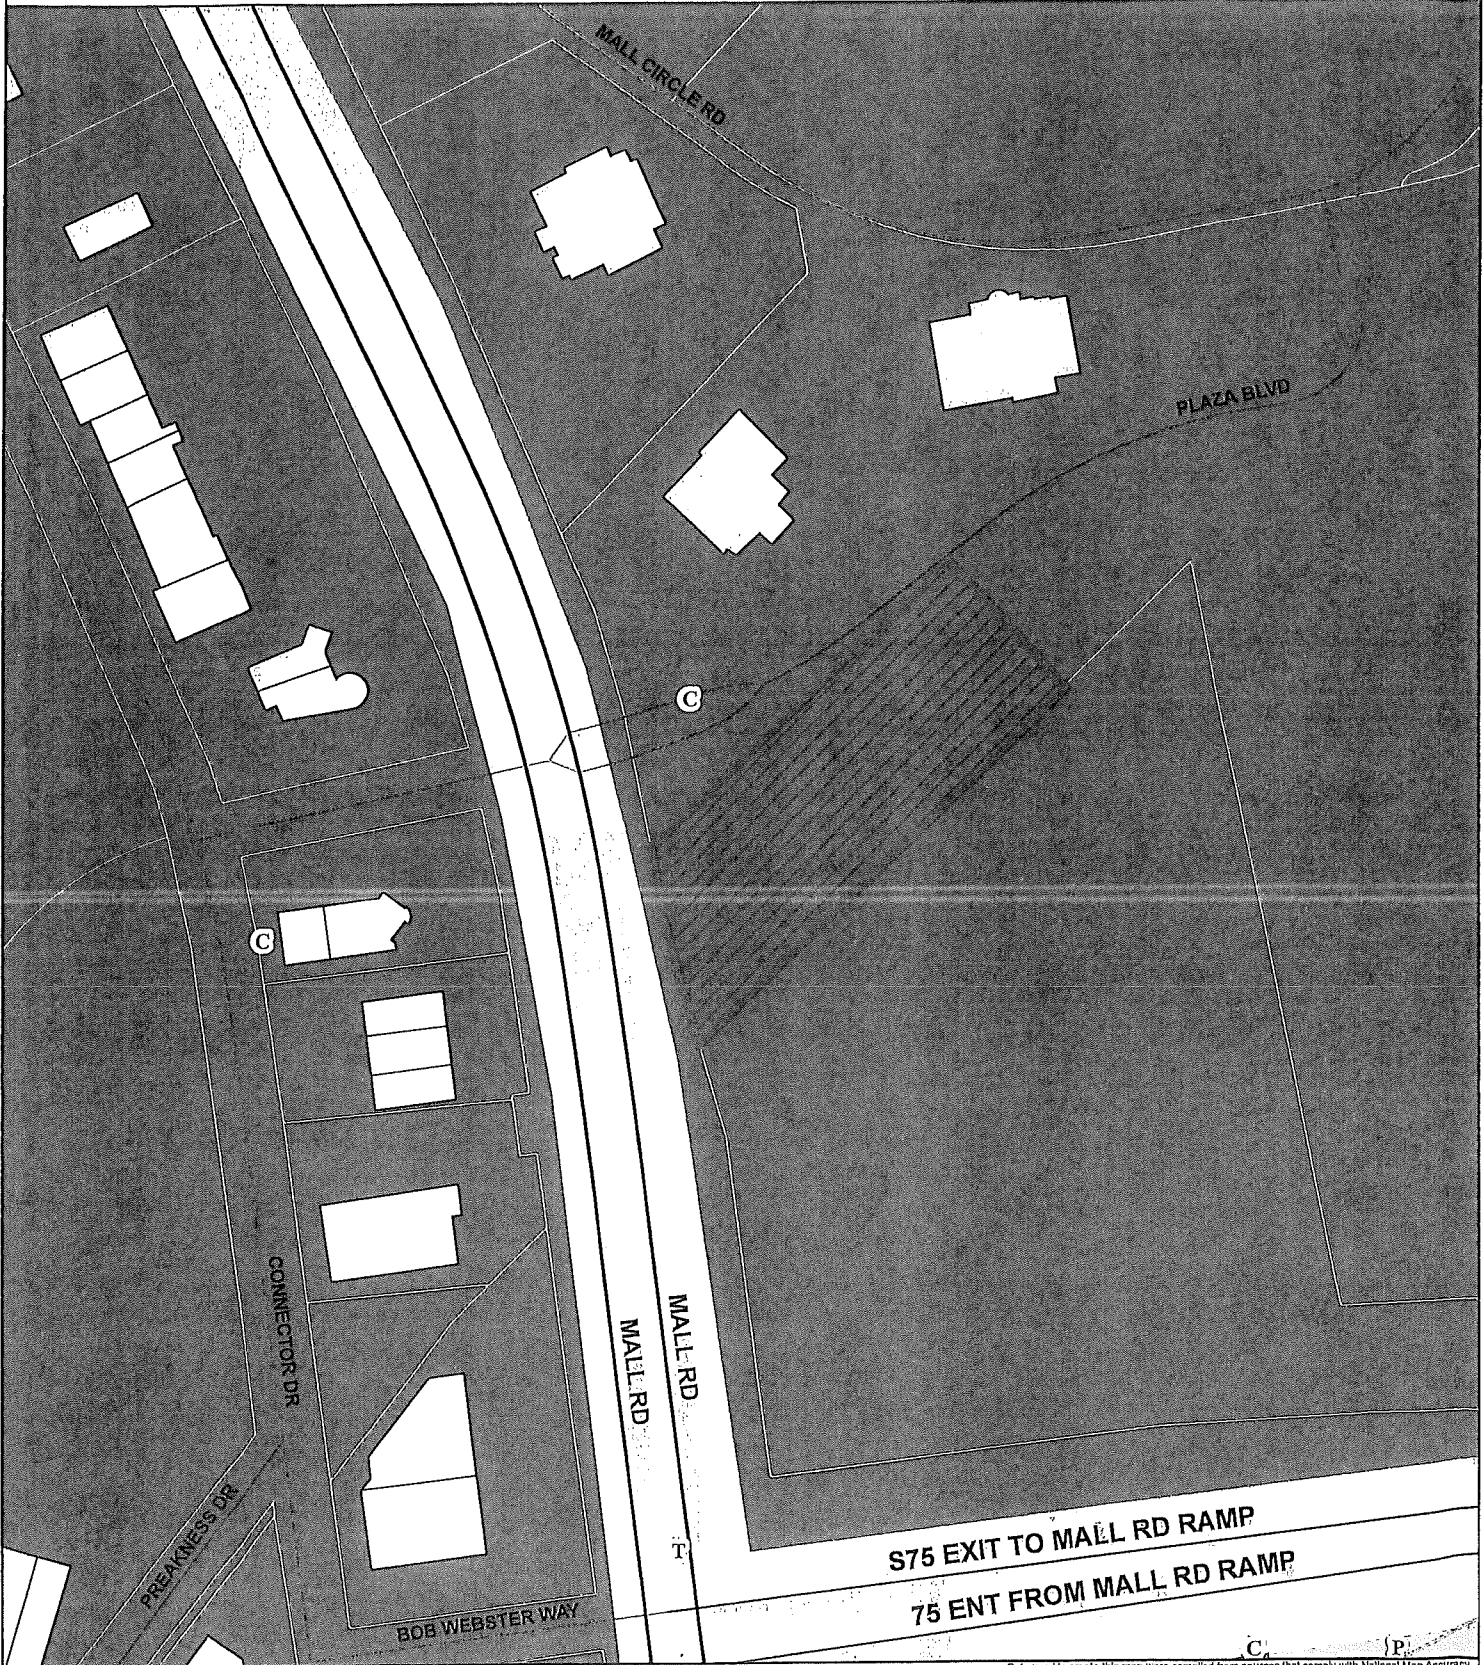 MALL CIRCLE RD
PLAZA BLVD
C
C
CONNECTOR DR
MALL RD
MALL RD
PREAKNESS DR
T
S75 EXIT TO MALL RD RAMP
75 ENT FROM MALL RD RAMP
BOB WEBSTER WAY
C
P